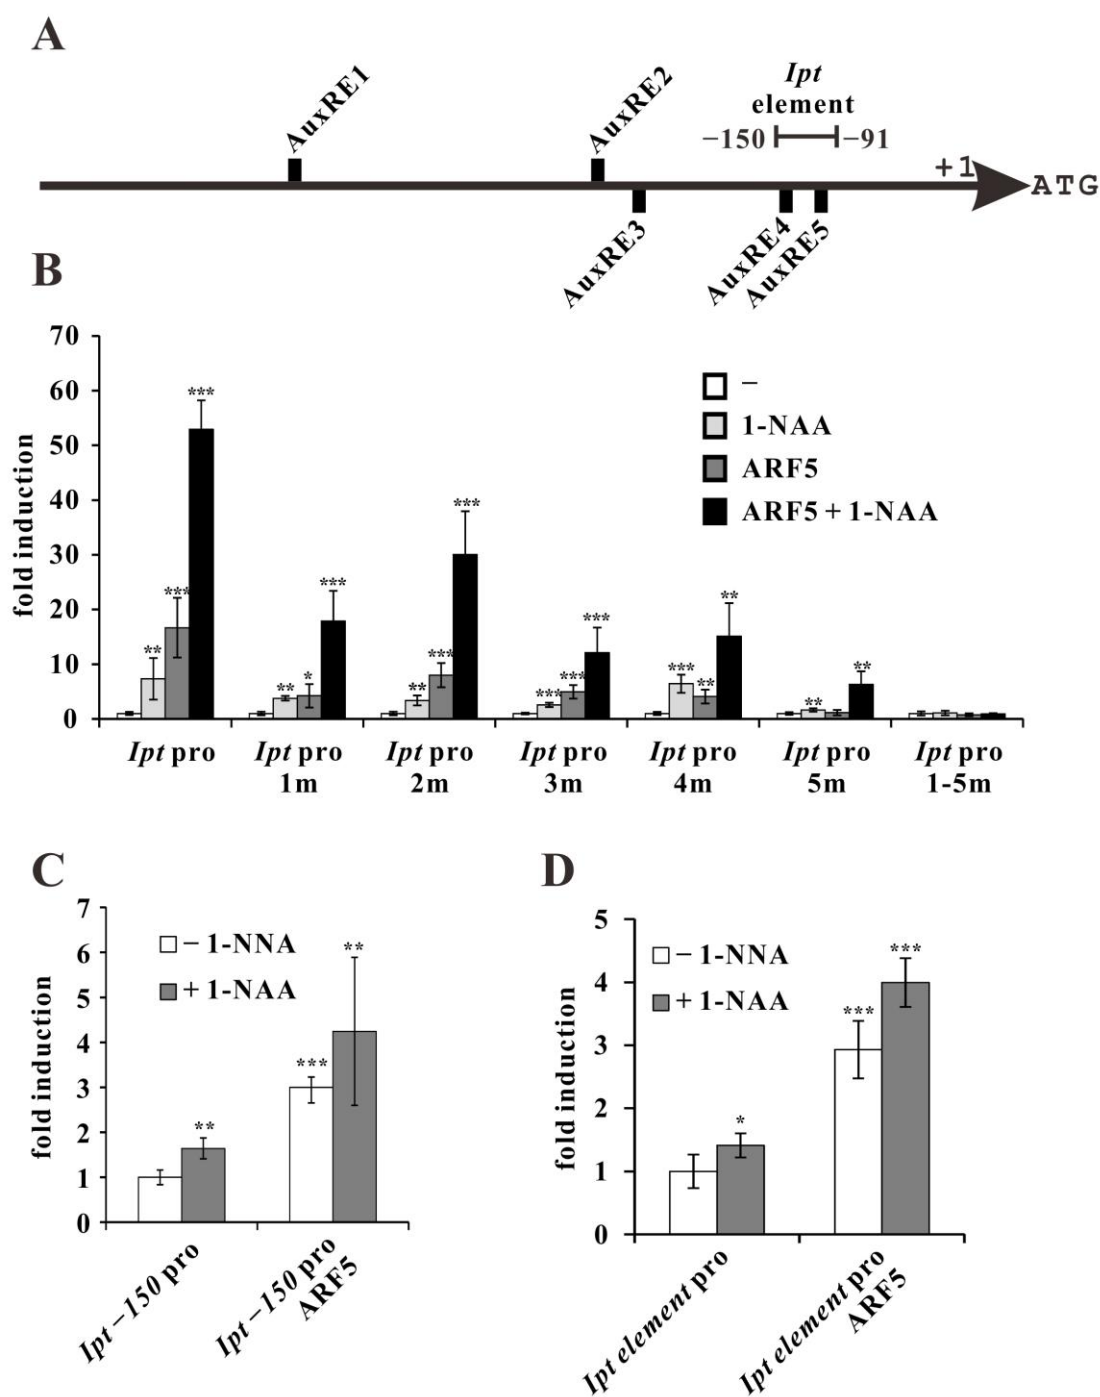 A
AuxRE1
AuxRE2
Ipt
element
−150
−91
+1
ATG
AuxRE3
AuxRE4
AuxRE5
B
70
60
50
40
30
20
10
0
fold induction
−
1-NAA
ARF5
ARF5 + 1-NAA
** *** ***
** * ***
** *** ***
*** *** ***
*** ** **
** **
Ipt pro
Ipt pro
1m
Ipt pro
2m
Ipt pro
3m
Ipt pro
4m
Ipt pro
5m
Ipt pro
1-5m
C
7
6
5
4
3
2
1
0
fold induction
− 1-NNA
+ 1-NAA
** *** **
Ipt −150 pro
Ipt −150 pro
ARF5
D
5
4
3
2
1
0
fold induction
− 1-NNA
+ 1-NAA
* *** ***
Ipt element pro
Ipt element pro
ARF5